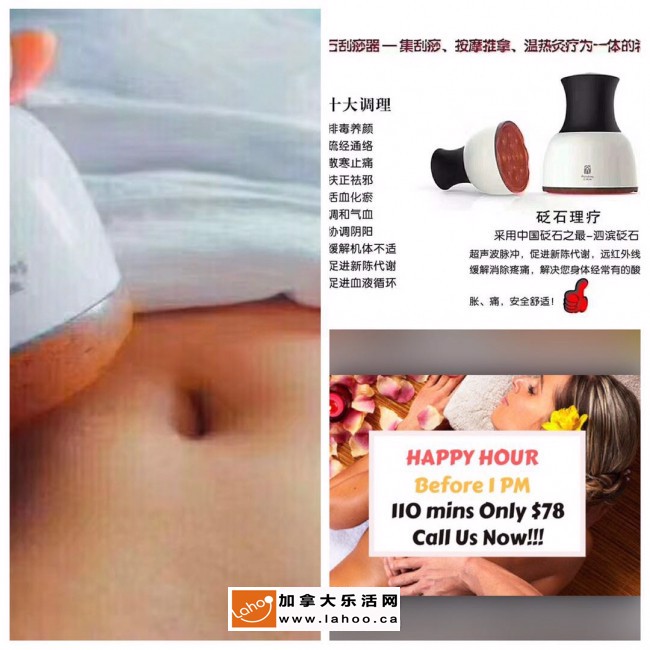 石刮痧器 — 集刮痧、按摩推拿、温热灸疗为一体的
十大调理
排毒养颜
疏经通络
散寒止痛
扶正祛邪
活血化瘀
调和气血
协调阴阳
缓解机体不适
促进新陈代谢
促进血液循环
砭石理疗
采用中国砭石之最-泗滨砭石
超声波脉冲,促进新陈代谢,远红外线
缓解消除疼痛,解决您身体经常有的酸
胀、痛,安全舒适!
HAPPY HOUR
Before 1 PM
110 mins Only $78
Call Us Now!!!
Lahoo
加拿大乐活网
www.lahoo.ca